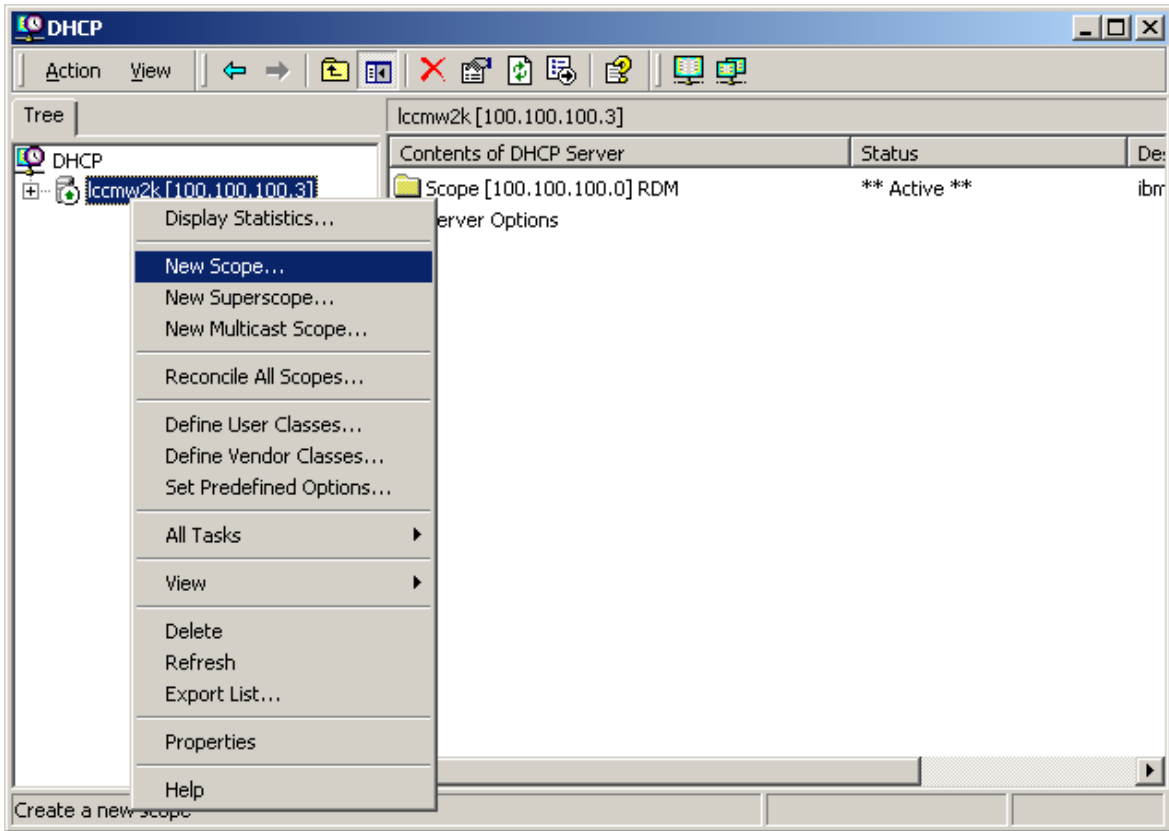 DHCP
Action View
Tree
lccmw2k [100.100.100.3]
DHCP
lccmw2k [100.100.100.3]
Contents of DHCP Server Status Des
Scope [100.100.100.0] RDM ** Active ** ibm
erver Options
Display Statistics...
New Scope...
New Superscope...
New Multicast Scope...
Reconcile All Scopes...
Define User Classes...
Define Vendor Classes...
Set Predefined Options...
All Tasks
View
Delete
Refresh
Export List...
Properties
Help
Create a new scope